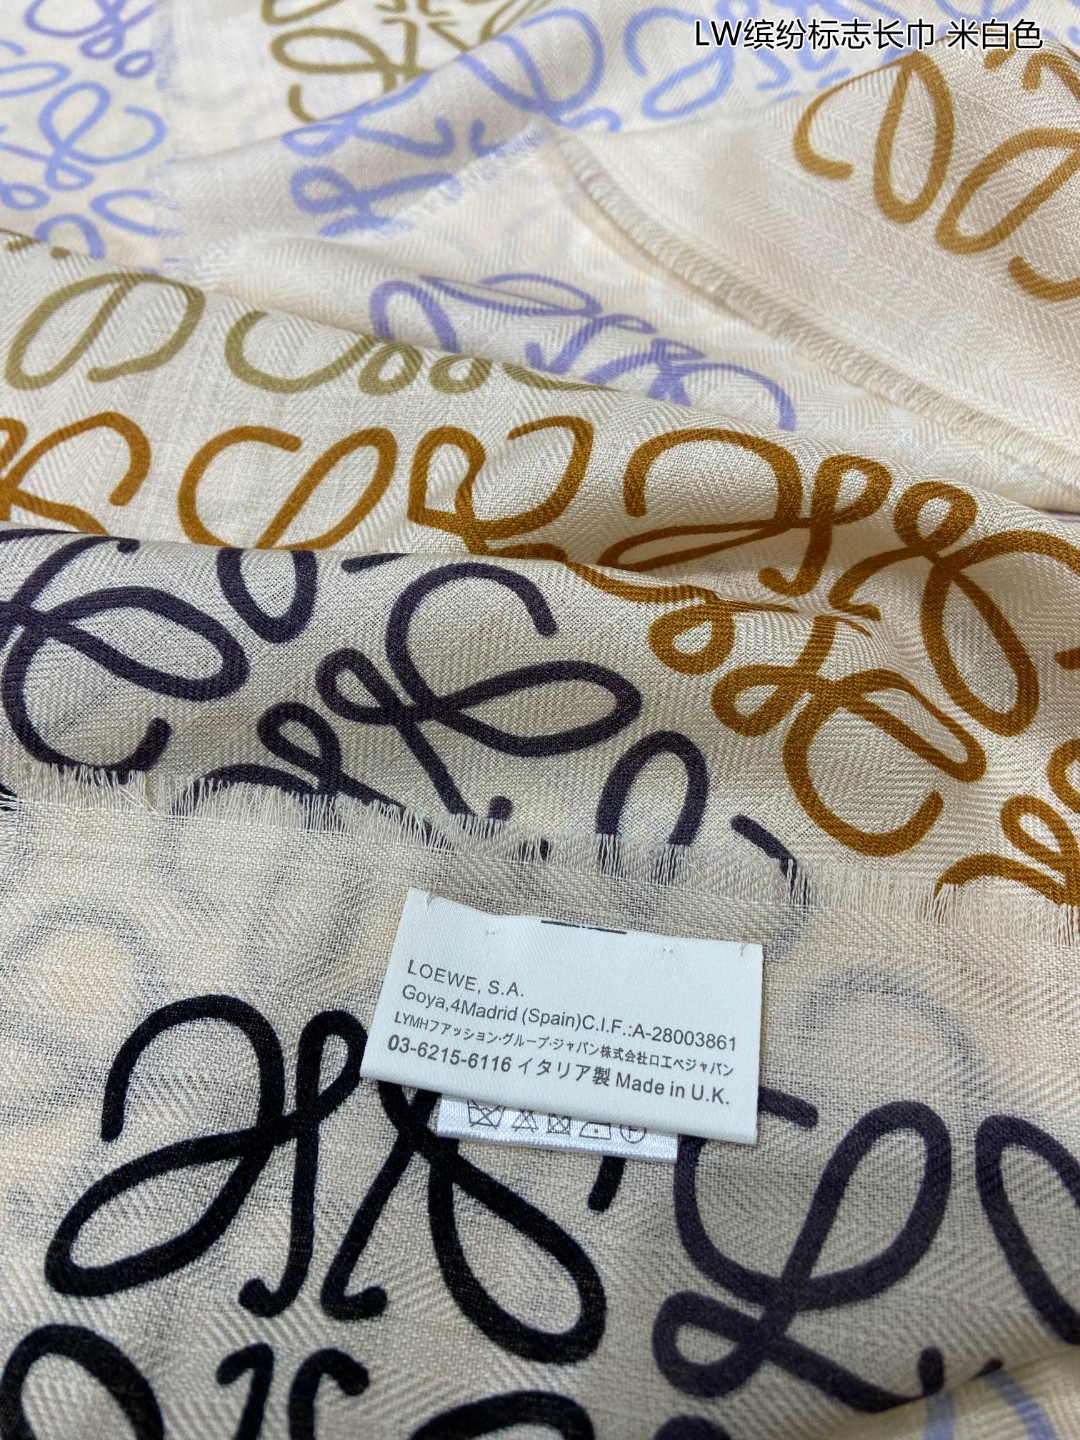 LW缤纷标志长巾 米白色
LOEWE, S.A.
Goya,4Madrid (Spain)C.I.F.:A-28003861
LYMHファッション·グループ·ジャパン株式会社ロエベジャパン
03-6215-6116 イタリア製 Made in U.K.